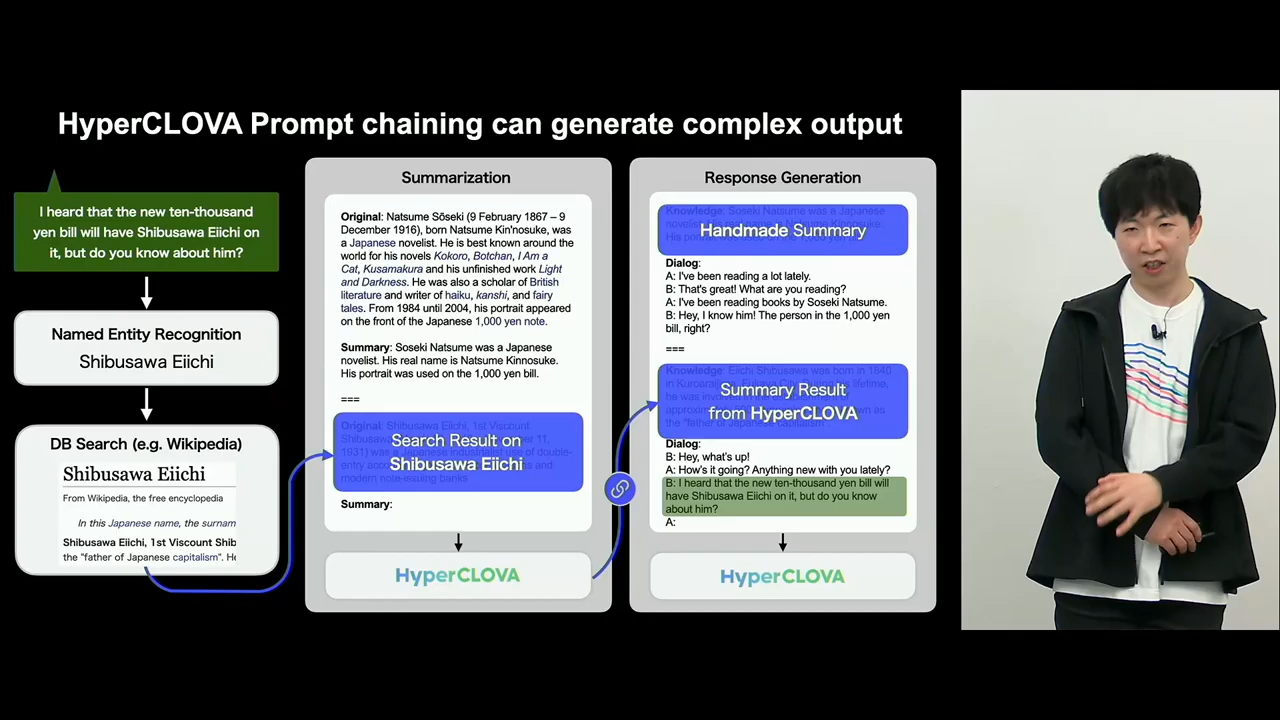 HyperCLOVA Prompt chaining can generate complex output
I heard that the new ten-thousand
yen bill will have Shibusawa Eiichi on
it, but do you know about him?
Named Entity Recognition
Shibusawa Eiichi
DB Search (e.g. Wikipedia)
Shibusawa Eiichi
From Wikipedia, the free encyclopedia
In this Japanese name, the surnam
Shibusawa Eiichi, 1st Viscount Shib
the "father of Japanese capitalism". He
Summarization
Original: Natsume Sōseki (9 February 1867 – 9
December 1916), born Natsume Kin'nosuke, was
a Japanese novelist. He is best known around the
world for his novels Kokoro, Botchan, I Am a
Cat, Kusamakura and his unfinished work Light
and Darkness. He was also a scholar of British
literature and writer of haiku, kanshi, and fairy
tales. From 1984 until 2004, his portrait appeared
on the front of the Japanese 1,000 yen note.
Summary: Soseki Natsume was a Japanese
novelist. His real name is Natsume Kinnosuke.
His portrait was used on the 1,000 yen bill.
===
Search Result on
Shibusawa Eiichi
Summary:
HyperCLOVA
Response Generation
Handmade Summary
Dialog:
A: I've been reading a lot lately.
B: That's great! What are you reading?
A: I've been reading books by Soseki Natsume.
B: Hey, I know him! The person in the 1,000 yen
bill, right?
===
Summary Result
from HyperCLOVA
Dialog:
B: Hey, what's up!
A: How's it going? Anything new with you lately?
B: I heard that the new ten-thousand yen bill will
have Shibusawa Eiichi on it, but do you know
about him?
A:
HyperCLOVA